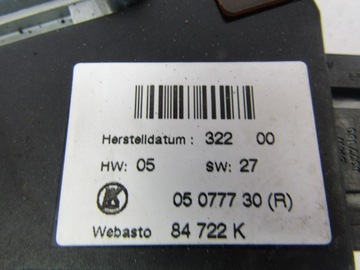 Herstelldatum : 322 00
HW: 05 SW: 27
K
05 0777 30 (R)
Webasto 84 722 K